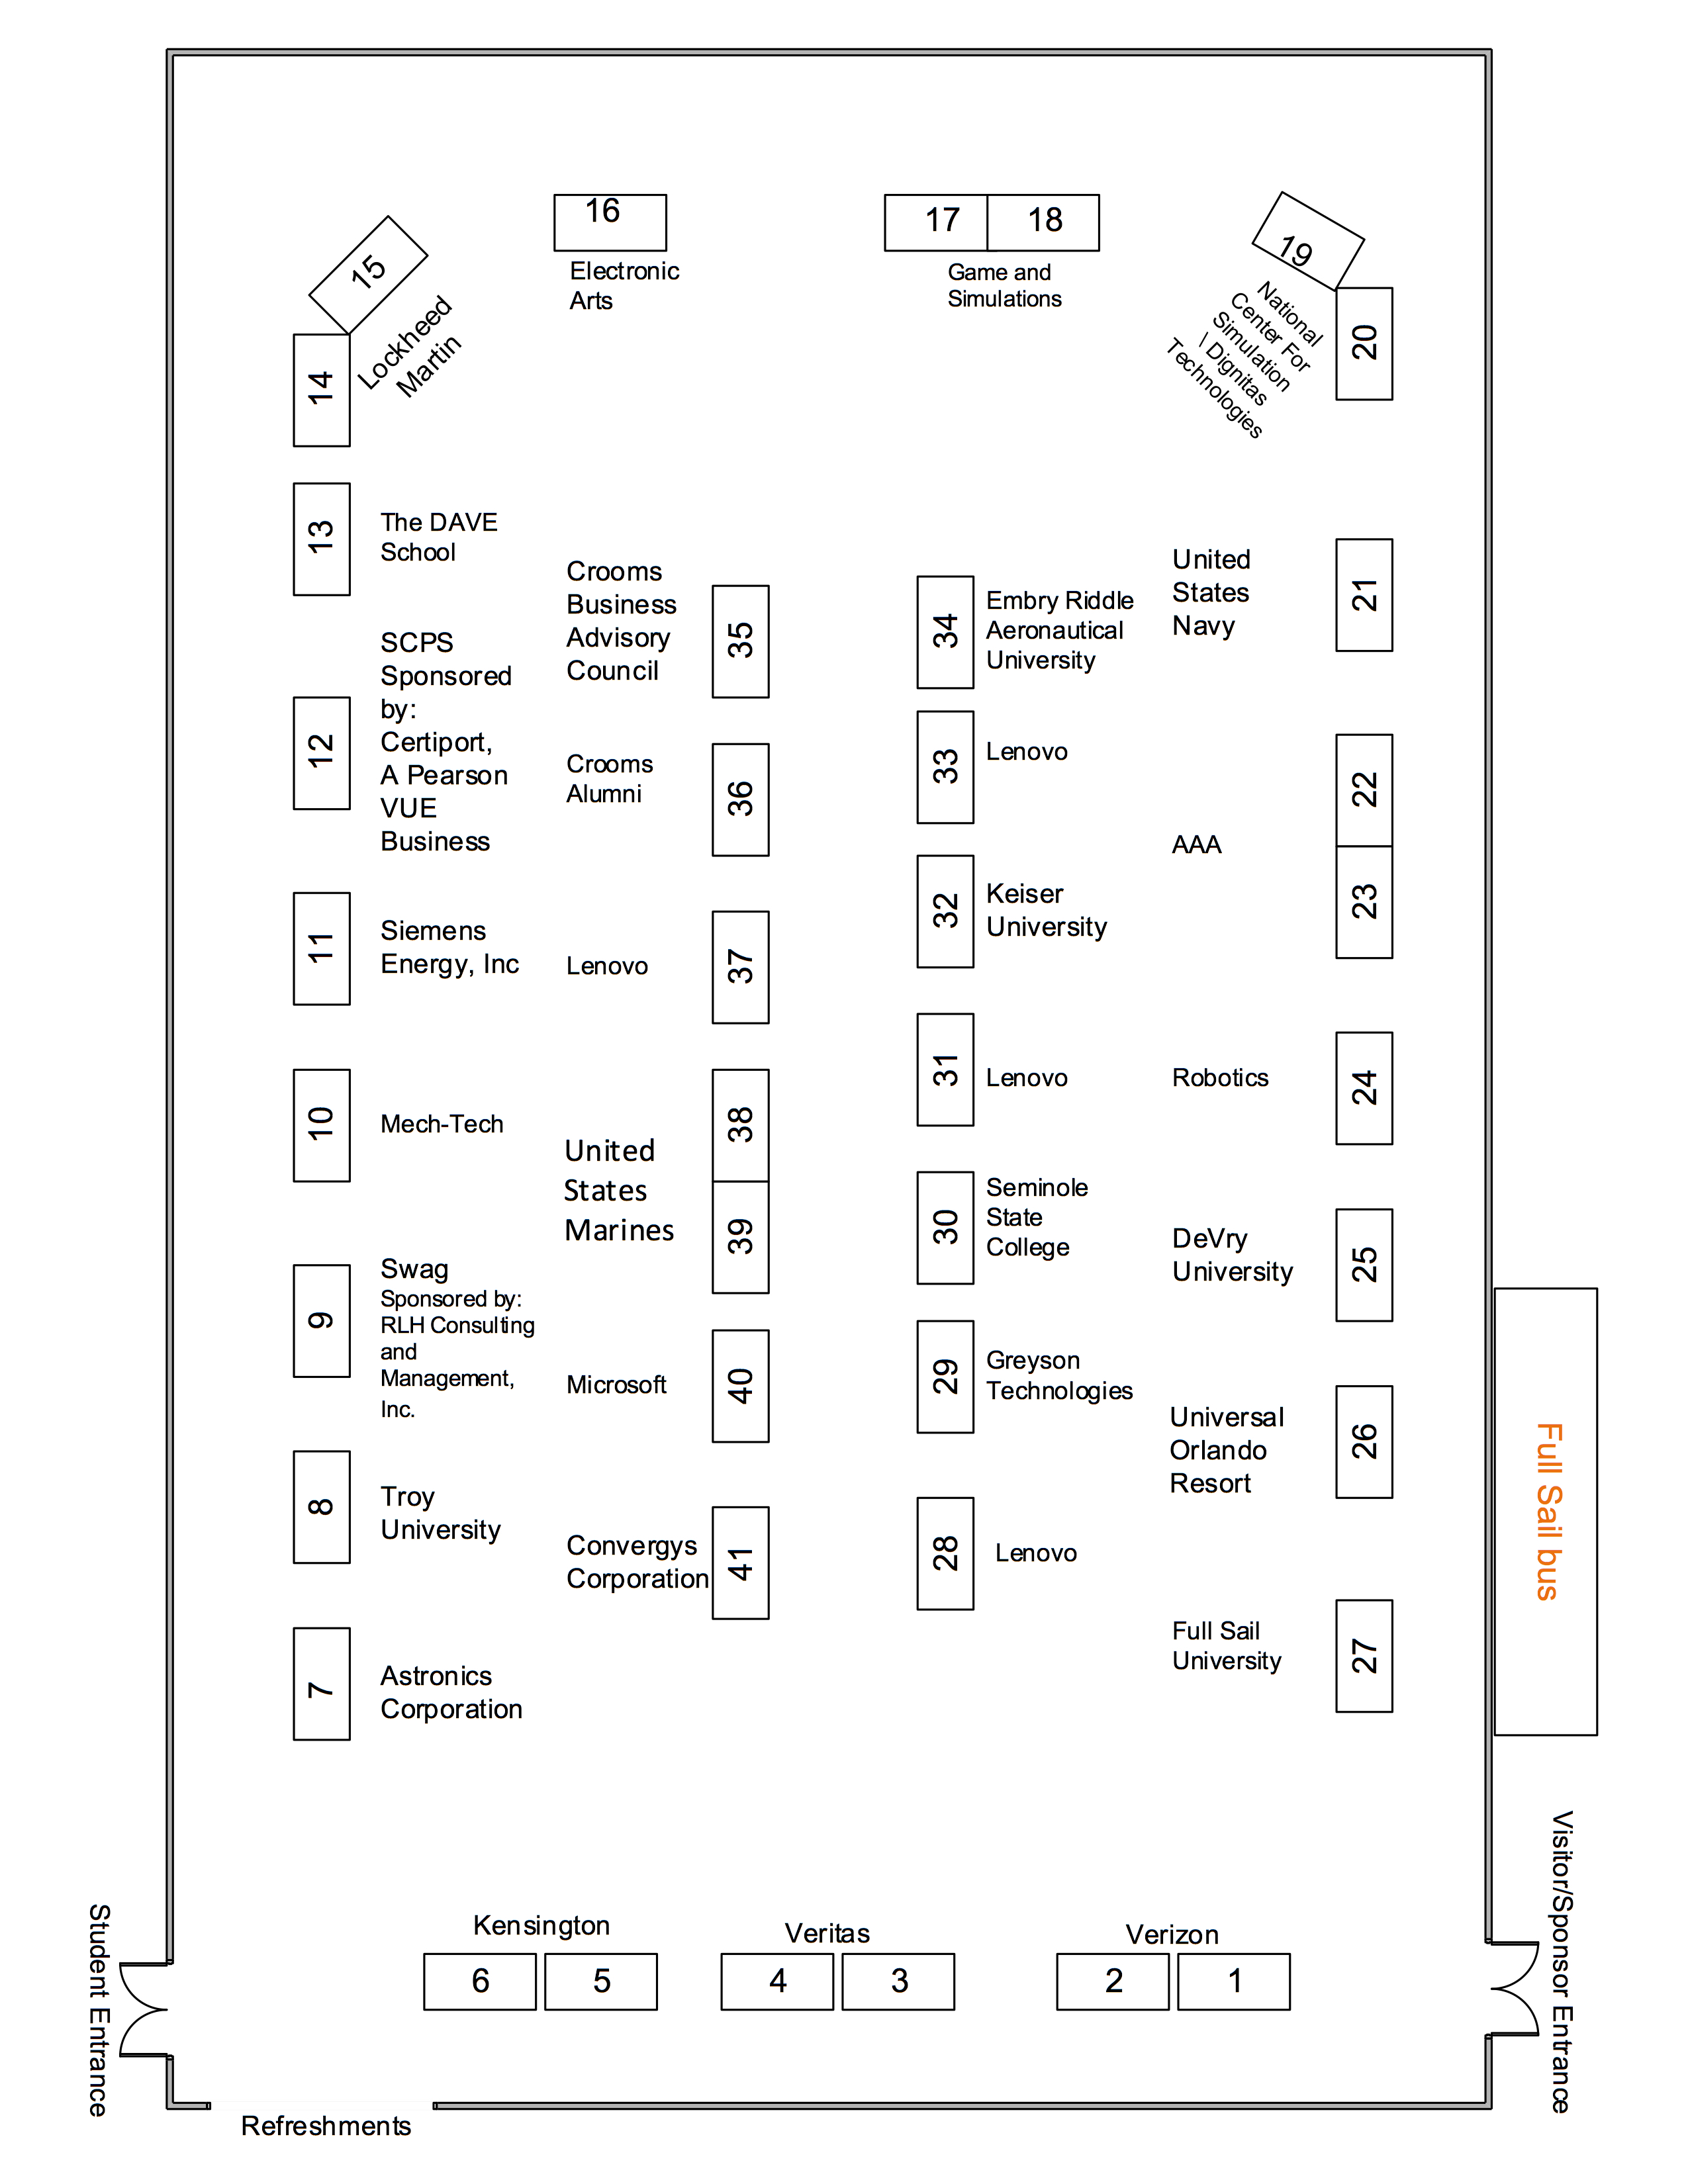 16
17
18
19
15
Electronic
Arts
Game and
Simulations
National
Center For
Simulation
\ Dignitas
Technologies
20
Lockheed
Martin
14
13
The DAVE
School
Crooms
Business
Advisory
Council
35
34
Embry Riddle
Aeronautical
University
United
States
Navy
21
12
SCPS
Sponsored
by:
Certiport,
A Pearson
VUE
Business
Crooms
Alumni
36
33
Lenovo
AAA
22
23
11
Siemens
Energy, Inc
Lenovo
37
32
Keiser
University
31
Lenovo
Robotics
24
10
Mech-Tech
United
States
Marines
38
39
30
Seminole
State
College
DeVry
University
25
9
Swag
Sponsored by:
RLH Consulting
and
Management,
Inc.
Microsoft
40
29
Greyson
Technologies
Universal
Orlando
Resort
26
Full Sail bus
8
Troy
University
Convergys
Corporation
41
28
Lenovo
Full Sail
University
27
7
Astronics
Corporation
Kensington
6
5
Veritas
4
3
Verizon
2
1
Student Entrance
Visitor/Sponsor Entrance
Refreshments